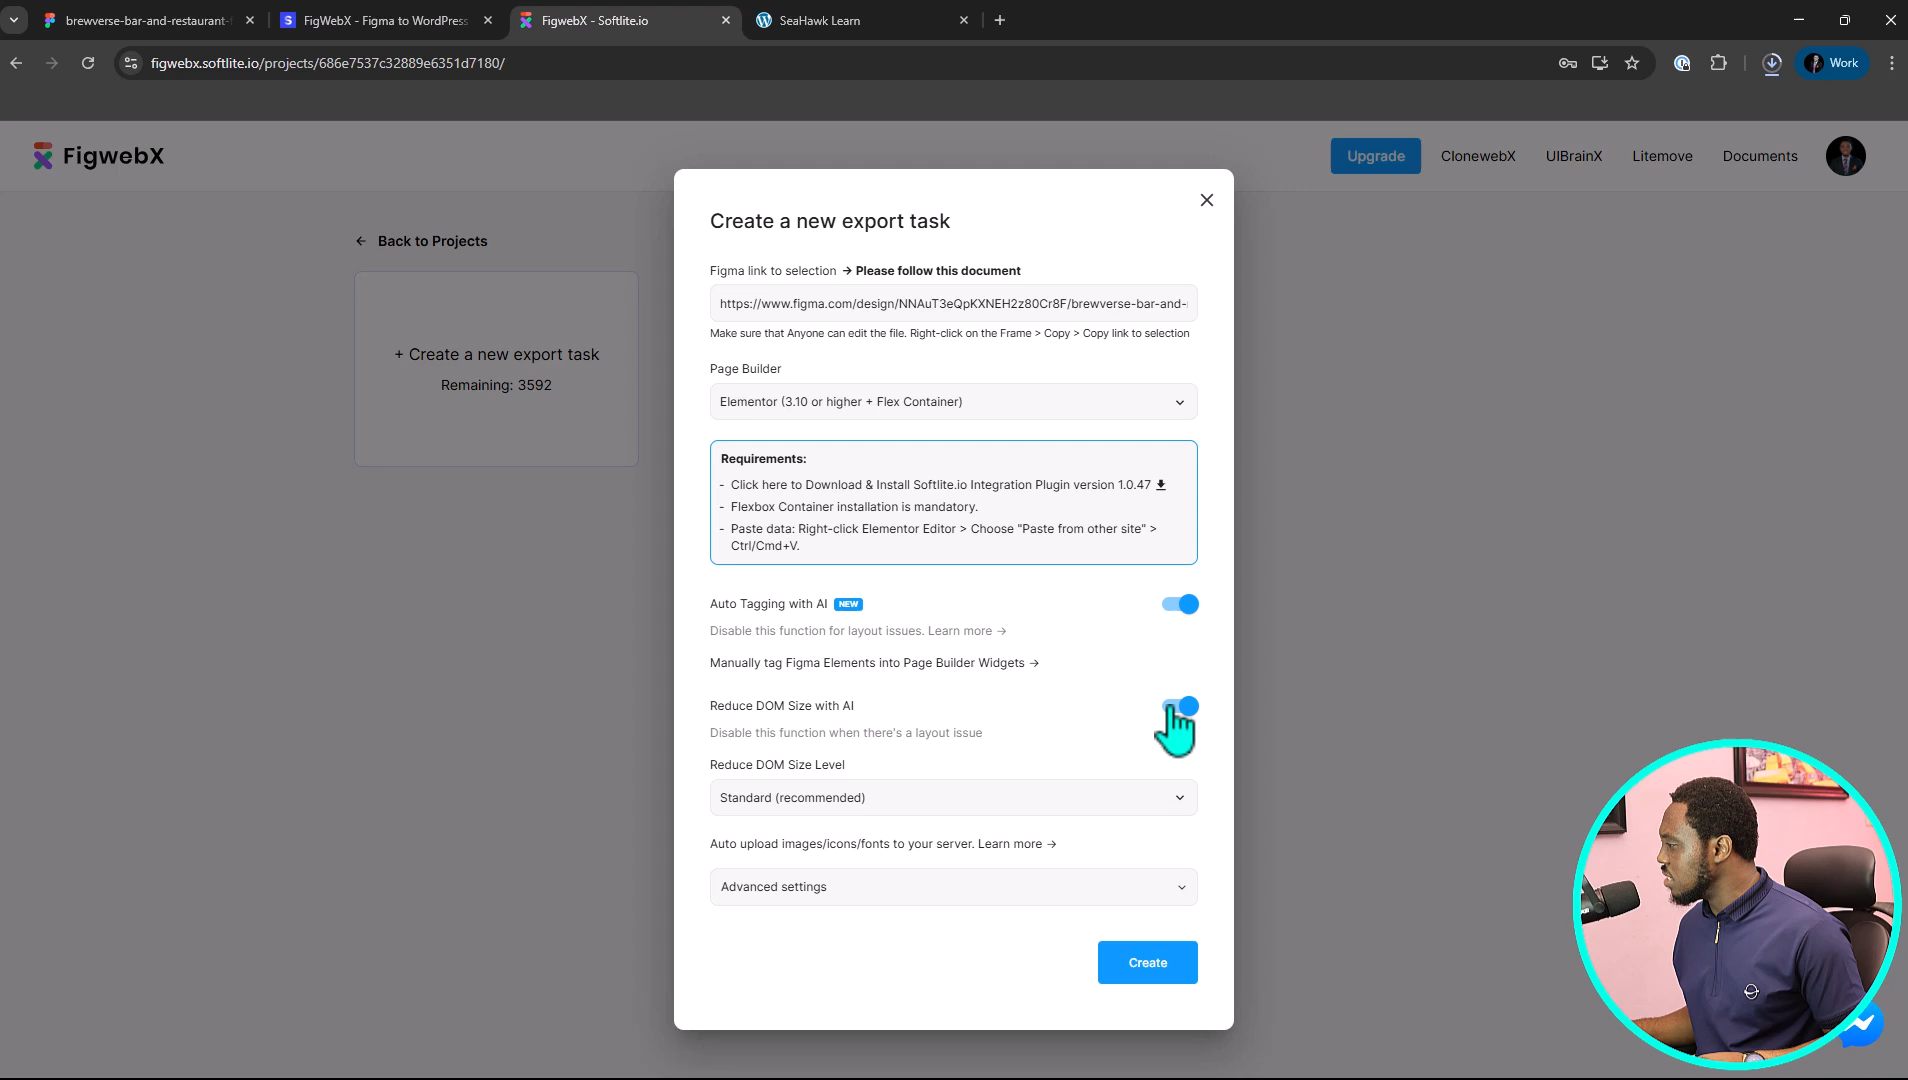 brewverse-bar-and-restaurant-
FigWebX - Figma to WordPress
FigwebX - Softlite.io
SeaHawk Learn
figwebx.softlite.io/projects/686e7537c32889e6351d7180/
Work
FigwebX
Upgrade
ClonewebX
UIBrainX
Litemove
Documents
← Back to Projects
+ Create a new export task
Remaining: 3592
Create a new export task
Figma link to selection → Please follow this document
https://www.figma.com/design/NNAuT3eQpKXNEH2z80Cr8F/brewverse-bar-and-
Make sure that Anyone can edit the file. Right-click on the Frame > Copy > Copy link to selection
Page Builder
Elementor (3.10 or higher + Flex Container)
Requirements:
- Click here to Download & Install Softlite.io Integration Plugin version 1.0.47
- Flexbox Container installation is mandatory.
- Paste data: Right-click Elementor Editor > Choose "Paste from other site" >
Ctrl/Cmd+V.
Auto Tagging with AI NEW
Disable this function for layout issues. Learn more →
Manually tag Figma Elements into Page Builder Widgets →
Reduce DOM Size with AI
Disable this function when there's a layout issue
Reduce DOM Size Level
Standard (recommended)
Auto upload images/icons/fonts to your server. Learn more →
Advanced settings
Create